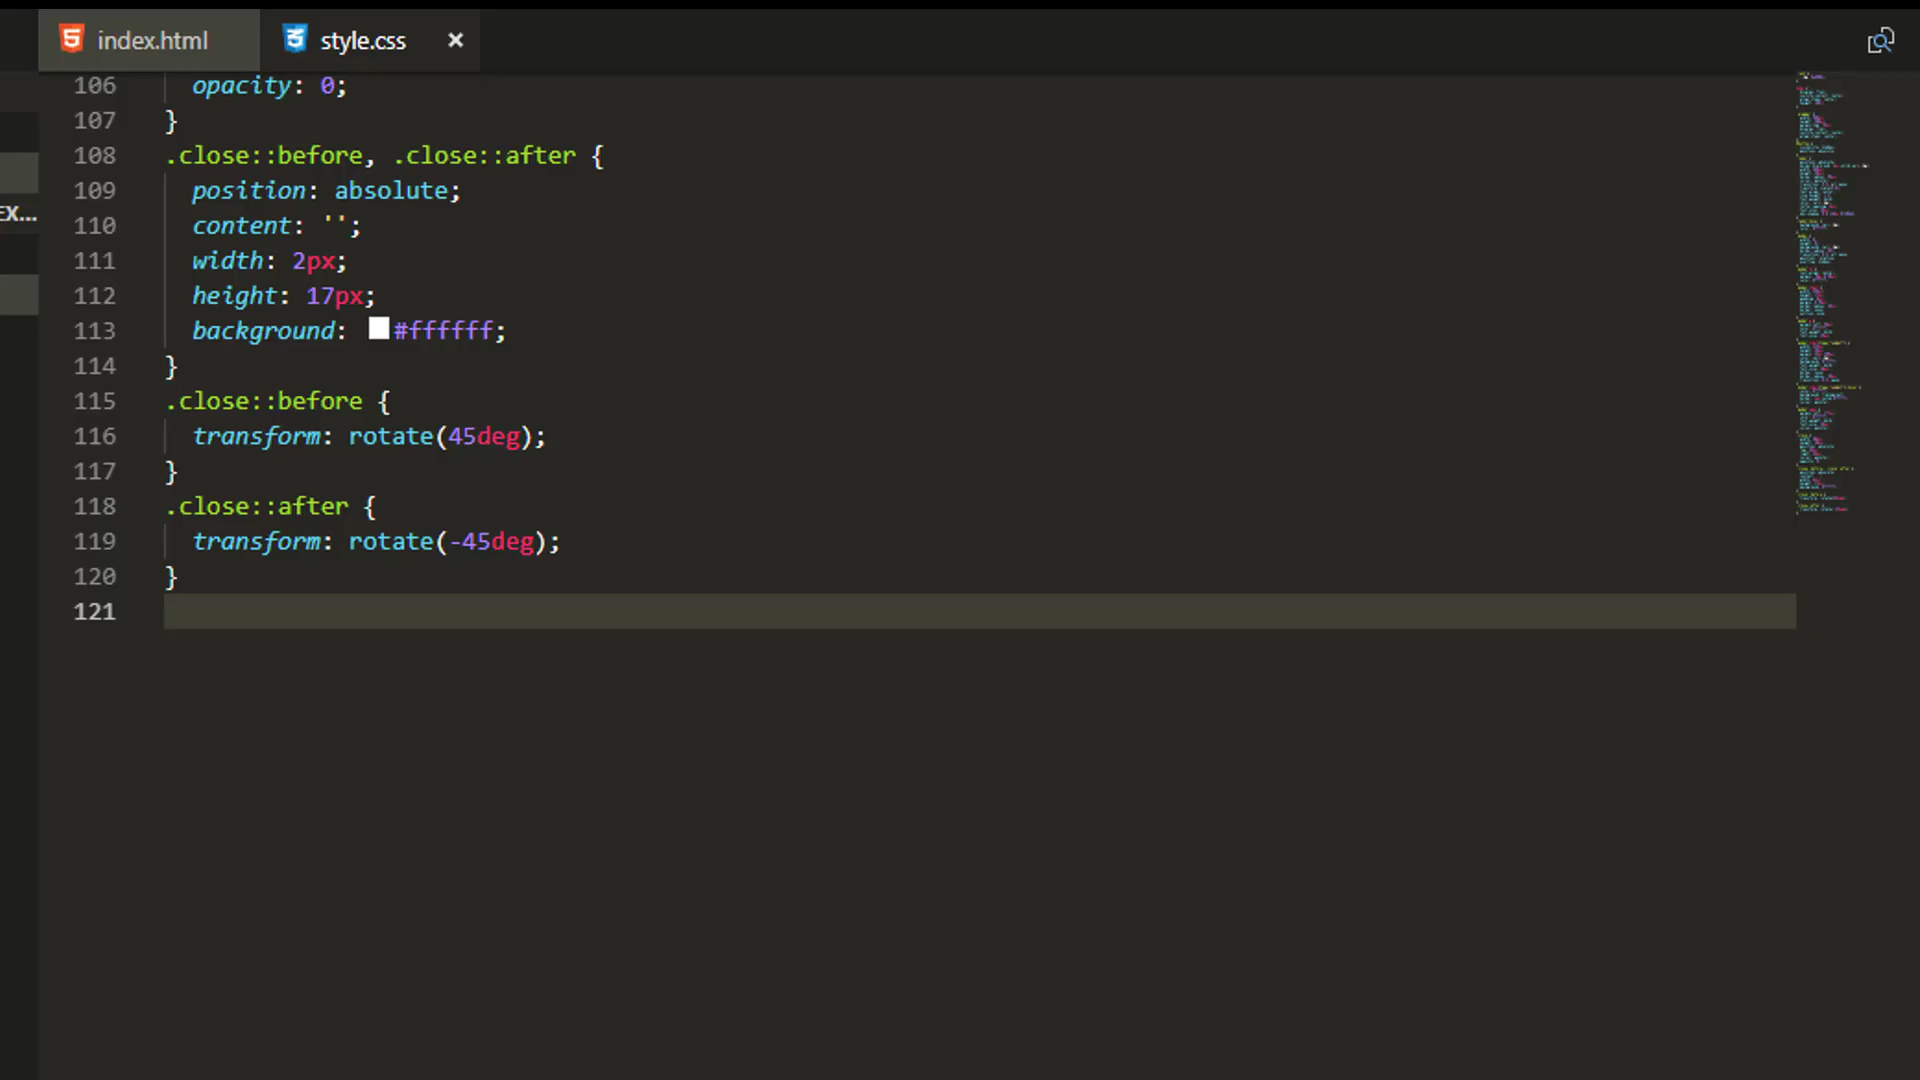 index.html
style.css
EX...
106 opacity: 0;
107 }
108 .close::before, .close::after {
109 position: absolute;
110 content: '';
111 width: 2px;
112 height: 17px;
113 background: #ffffff;
114 }
115 .close::before {
116 transform: rotate(45deg);
117 }
118 .close::after {
119 transform: rotate(-45deg);
120 }
121